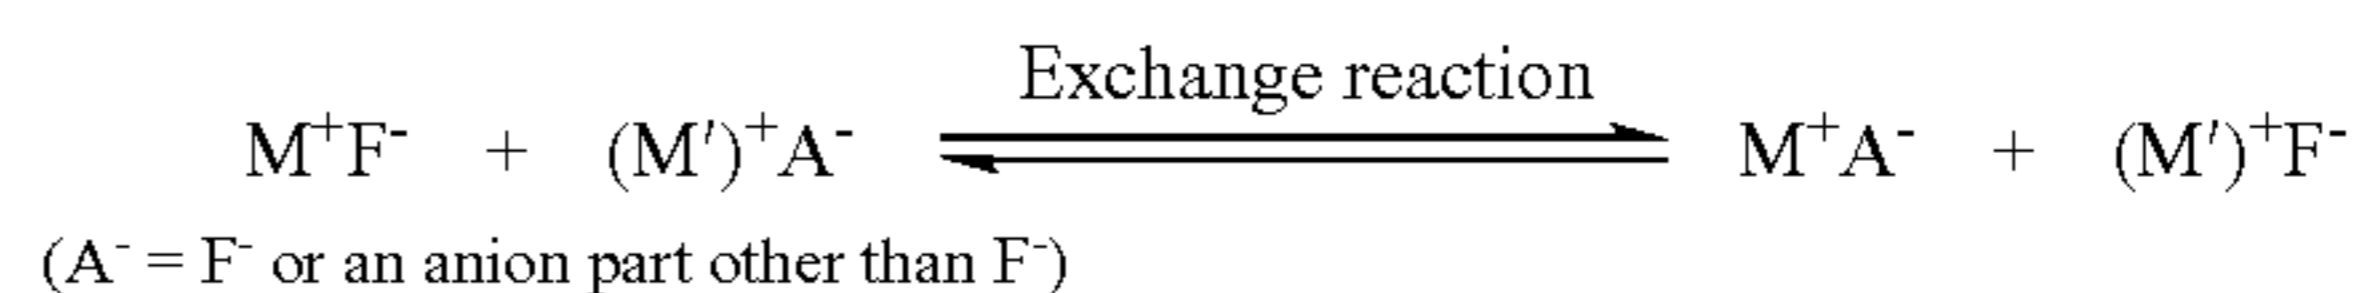 Exchange reaction
M⁺F⁻ + (M′)⁺A⁻ ⇌ M⁺A⁻ + (M′)⁺F⁻
(A⁻ = F⁻ or an anion part other than F⁻)